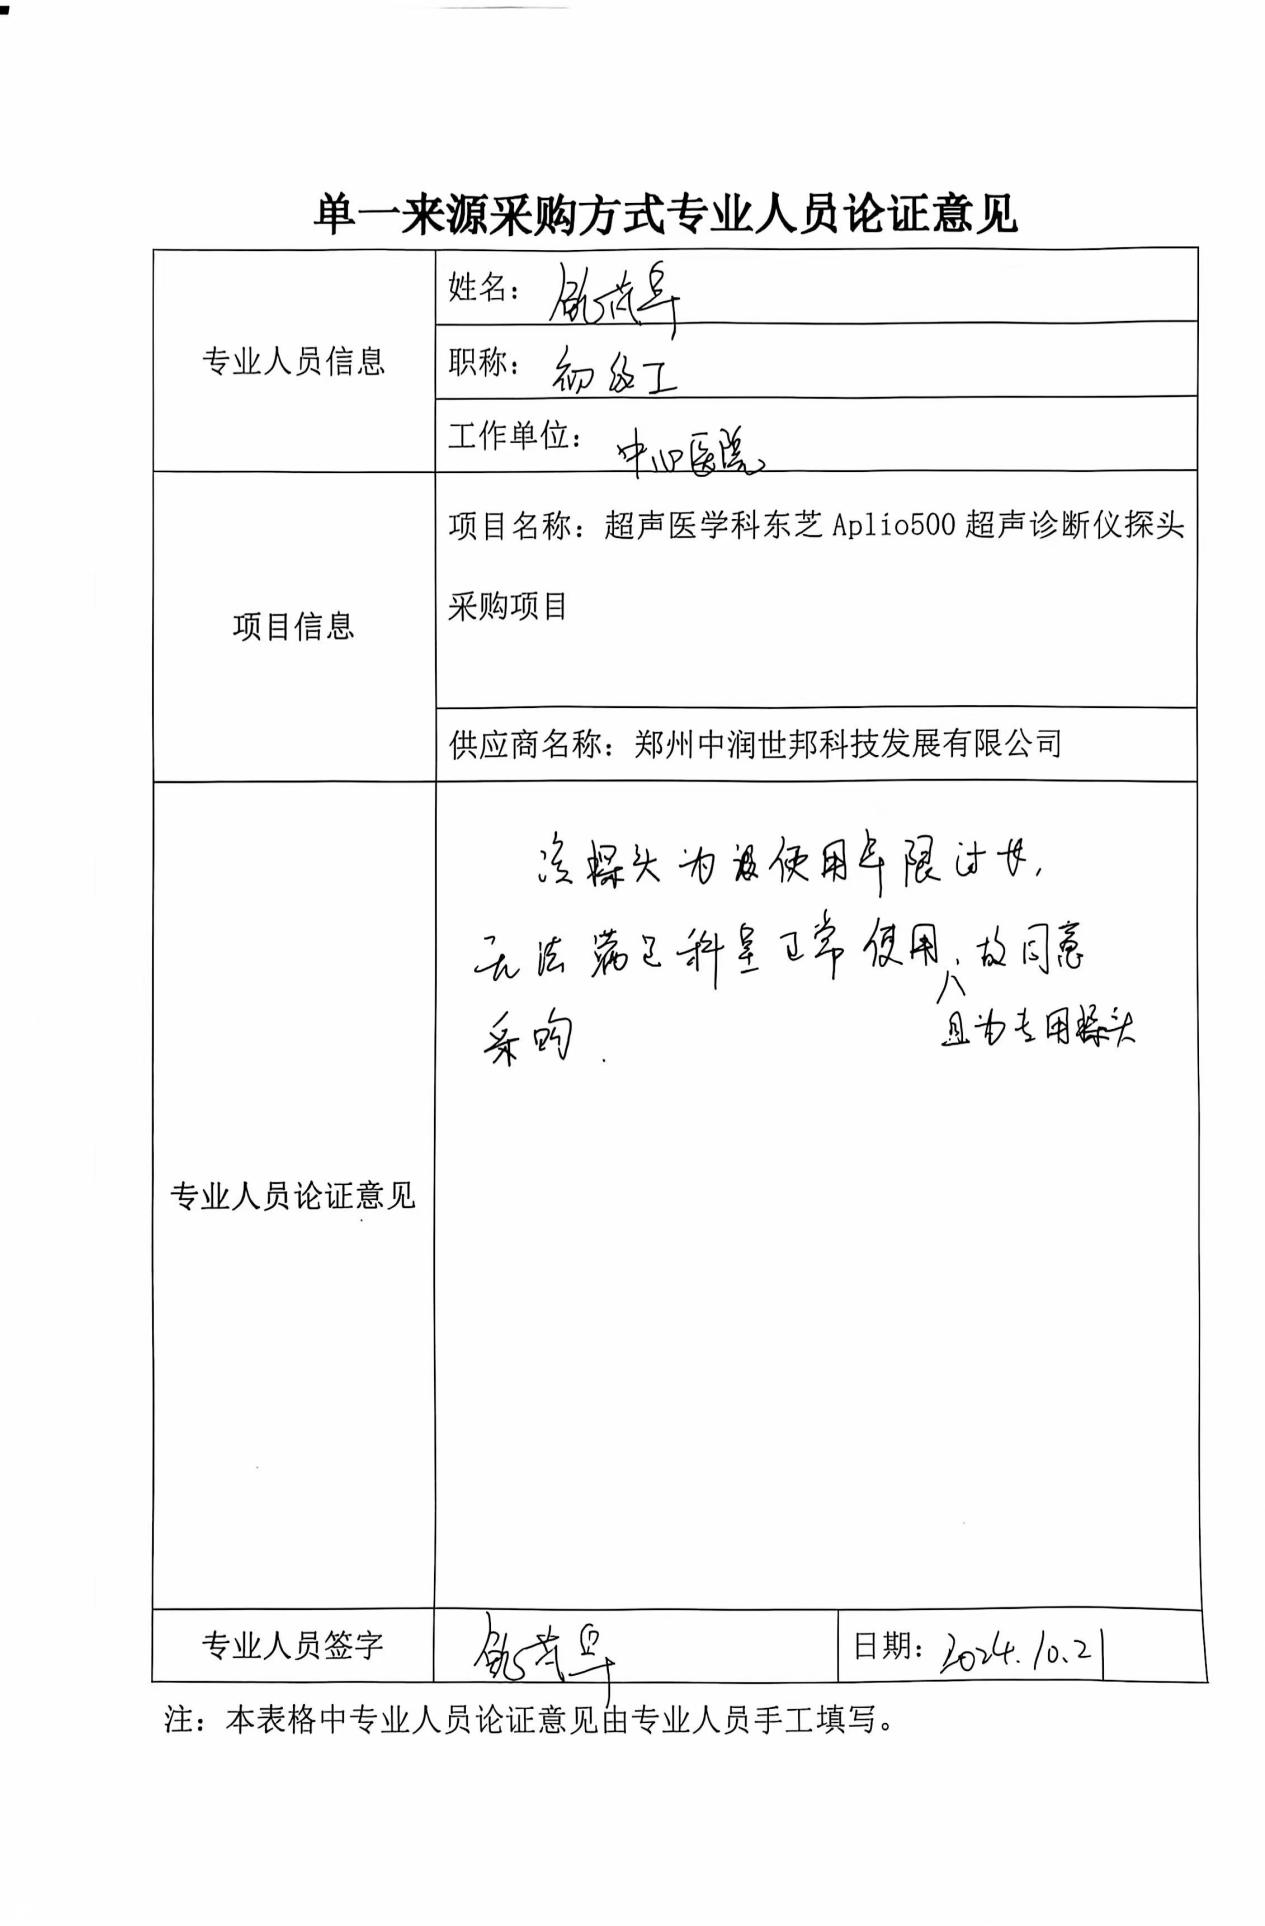 单一来源采购方式专业人员论证意见
专业人员信息
姓名：
职称：初级工
工作单位：中心医院
项目信息
项目名称：超声医学科东芝Aplio500超声诊断仪探头
采购项目
供应商名称：郑州中润世邦科技发展有限公司
专业人员论证意见
该探头为使用年限过长，
无法满足科室正常使用，故同意
且为专用探头
采购.
专业人员签字
日期：2024.10.21
注：本表格中专业人员论证意见由专业人员手工填写。